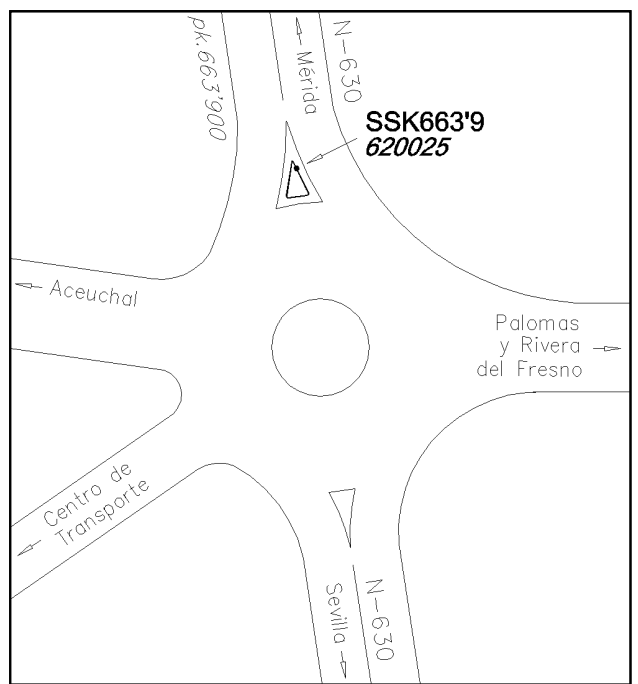 pk.663'900
Mérida
N-630
SSK663'9
620025
Aceuchal
Palomas
y Rivera
del Fresno
Centro de
Transporte
Sevilla
N-630